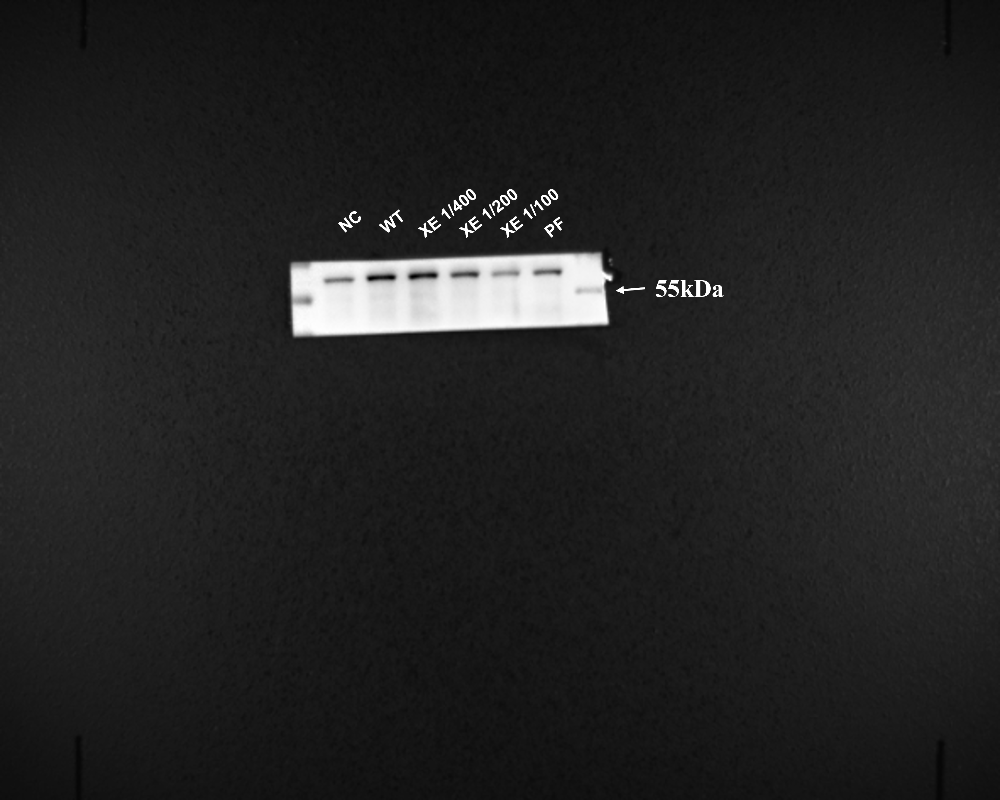 NC
WT
XE 1/400
XE 1/200
XE 1/100
PF
55kDa